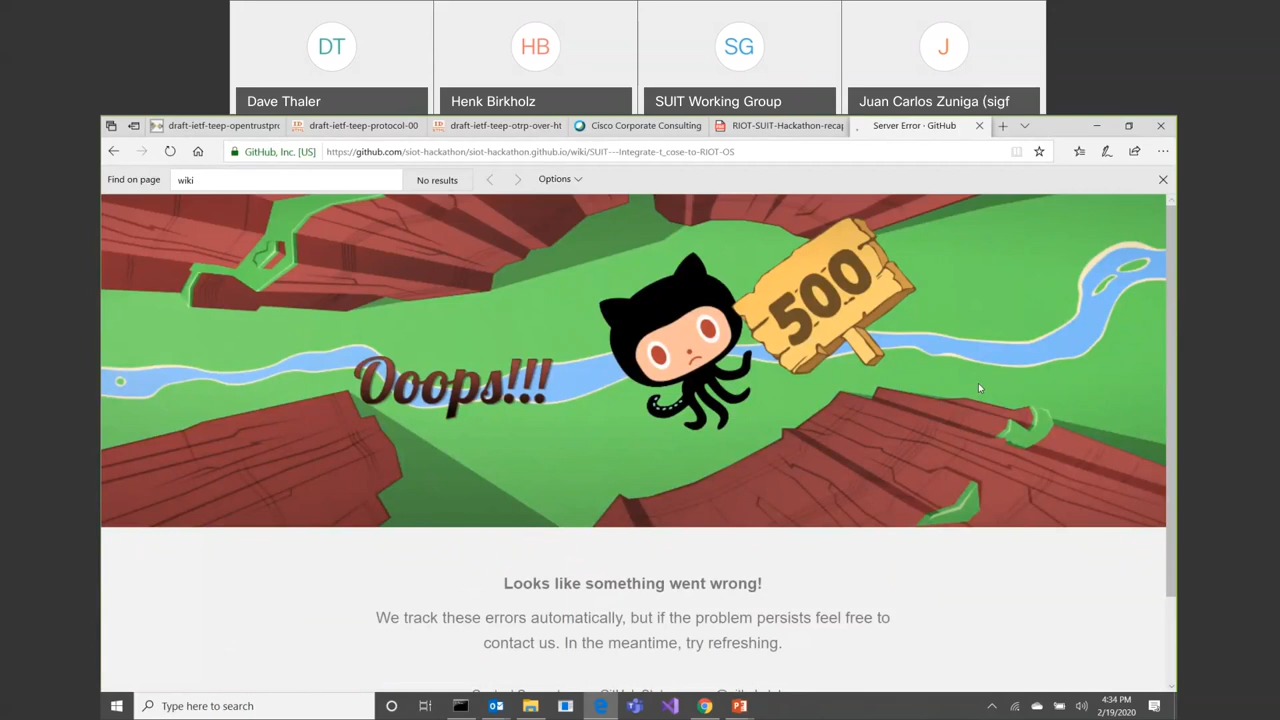 DT
HB
SG
J
Dave Thaler
Henk Birkholz
SUIT Working Group
Juan Carlos Zuniga (sigf
draft-ietf-teep-opentrustpro
draft-ietf-teep-protocol-00
draft-ietf-teep-otrp-over-ht
Cisco Corporate Consulting
RIOT-SUIT-Hackathon-recap
Server Error · GitHub
GitHub, Inc. [US]
https://github.com/siot-hackathon/siot-hackathon.github.io/wiki/SUIT---Integrate-t_cose-to-RIOT-OS
Find on page
wiki
No results
Options
500
Ooops!!!
Looks like something went wrong!
We track these errors automatically, but if the problem persists feel free to
contact us. In the meantime, try refreshing.
Type here to search
4:34 PM
2/19/2020